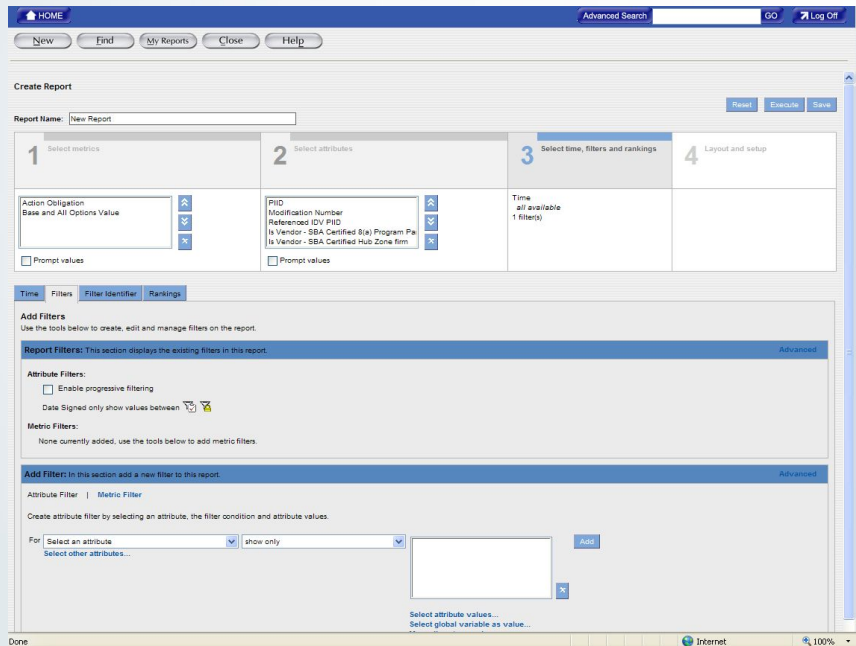 HOME
Advanced Search
GO
Log Off
New
Find
My Reports
Close
Help
Create Report
Reset
Execute
Save
Report Name: New Report
1 Select metrics
2 Select attributes
3 Select time, filters and rankings
4 Layout and setup
Action Obligation
Base and All Options Value
Prompt values
PIID
Modification Number
Referenced IDV PIID
Is Vendor - SBA Certified 8(a) Program Pa
Is Vendor - SBA Certified Hub Zone firm
Prompt values
Time
all available
1 filter(s)
Time
Filters
Filter Identifier
Rankings
Add Filters
Use the tools below to create, edit and manage filters on the report.
Report Filters: This section displays the existing filters in this report.
Advanced
Attribute Filters:
Enable progressive filtering
Date Signed only show values between
Metric Filters:
None currently added, use the tools below to add metric filters.
Add Filter: In this section add a new filter to this report.
Advanced
Attribute Filter | Metric Filter
Create attribute filter by selecting an attribute, the filter condition and attribute values.
For Select an attribute
show only
Add
Select other attributes...
Select attribute values...
Select global variable as value...
Done
Internet
100%